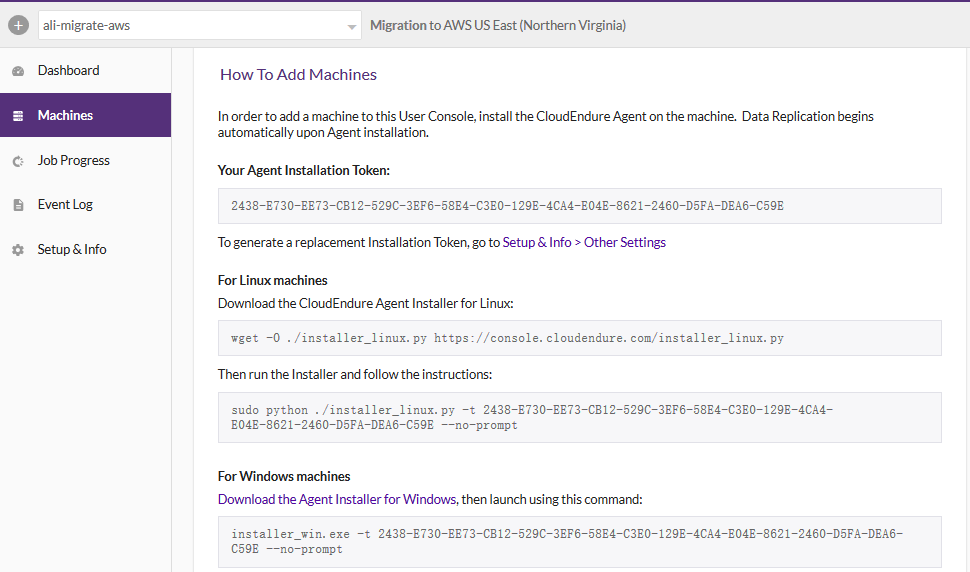 ali-migrate-aws
Migration to AWS US East (Northern Virginia)
Dashboard
Machines
Job Progress
Event Log
Setup & Info
How To Add Machines
In order to add a machine to this User Console, install the CloudEndure Agent on the machine. Data Replication begins
automatically upon Agent installation.
Your Agent Installation Token:
2438-E730-EE73-CB12-529C-3EF6-58E4-C3E0-129E-4CA4-E04E-8621-2460-D5FA-DEA6-C59E
To generate a replacement Installation Token, go to Setup & Info > Other Settings
For Linux machines
Download the CloudEndure Agent Installer for Linux:
wget -O ./installer_linux.py https://console.cloudendure.com/installer_linux.py
Then run the Installer and follow the instructions:
sudo python ./installer_linux.py -t 2438-E730-EE73-CB12-529C-3EF6-58E4-C3E0-129E-4CA4-
E04E-8621-2460-D5FA-DEA6-C59E --no-prompt
For Windows machines
Download the Agent Installer for Windows, then launch using this command:
installer_win.exe -t 2438-E730-EE73-CB12-529C-3EF6-58E4-C3E0-129E-4CA4-E04E-8621-2460-D5FA-DEA6-
C59E --no-prompt